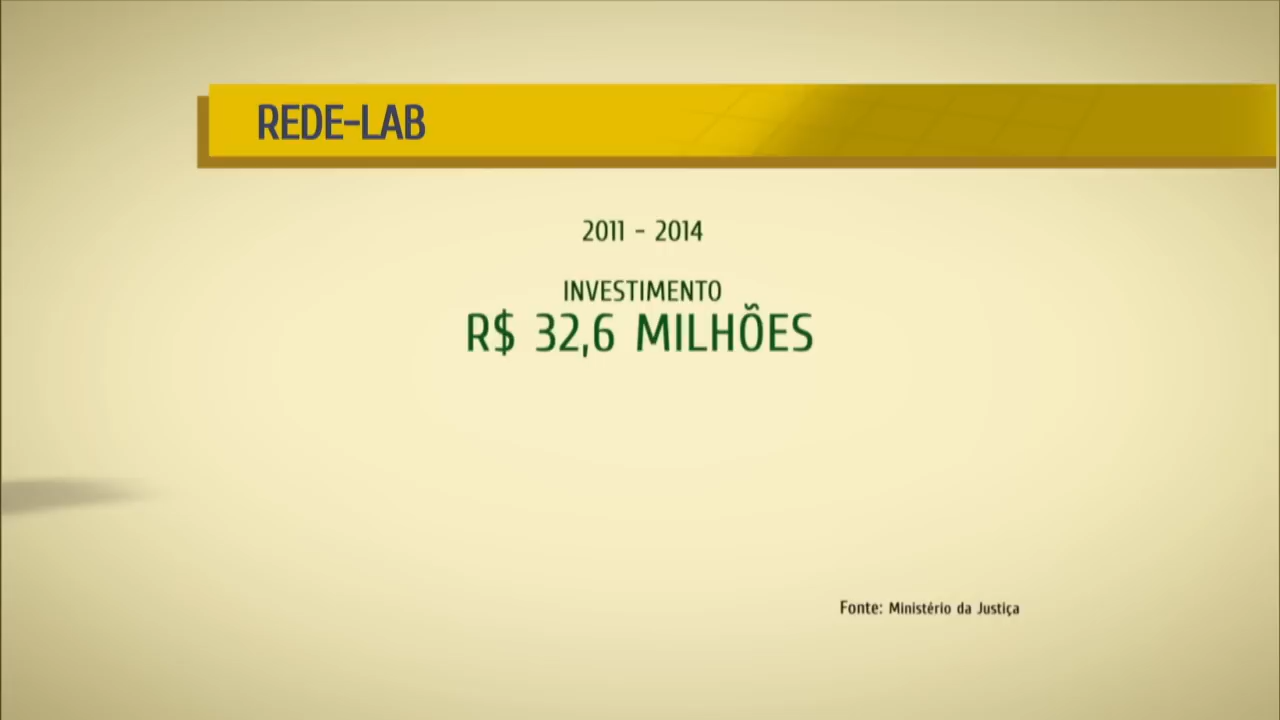 REDE-LAB
2011 - 2014
INVESTIMENTO
R$ 32,6 MILHÕES
Fonte: Ministério da Justiça